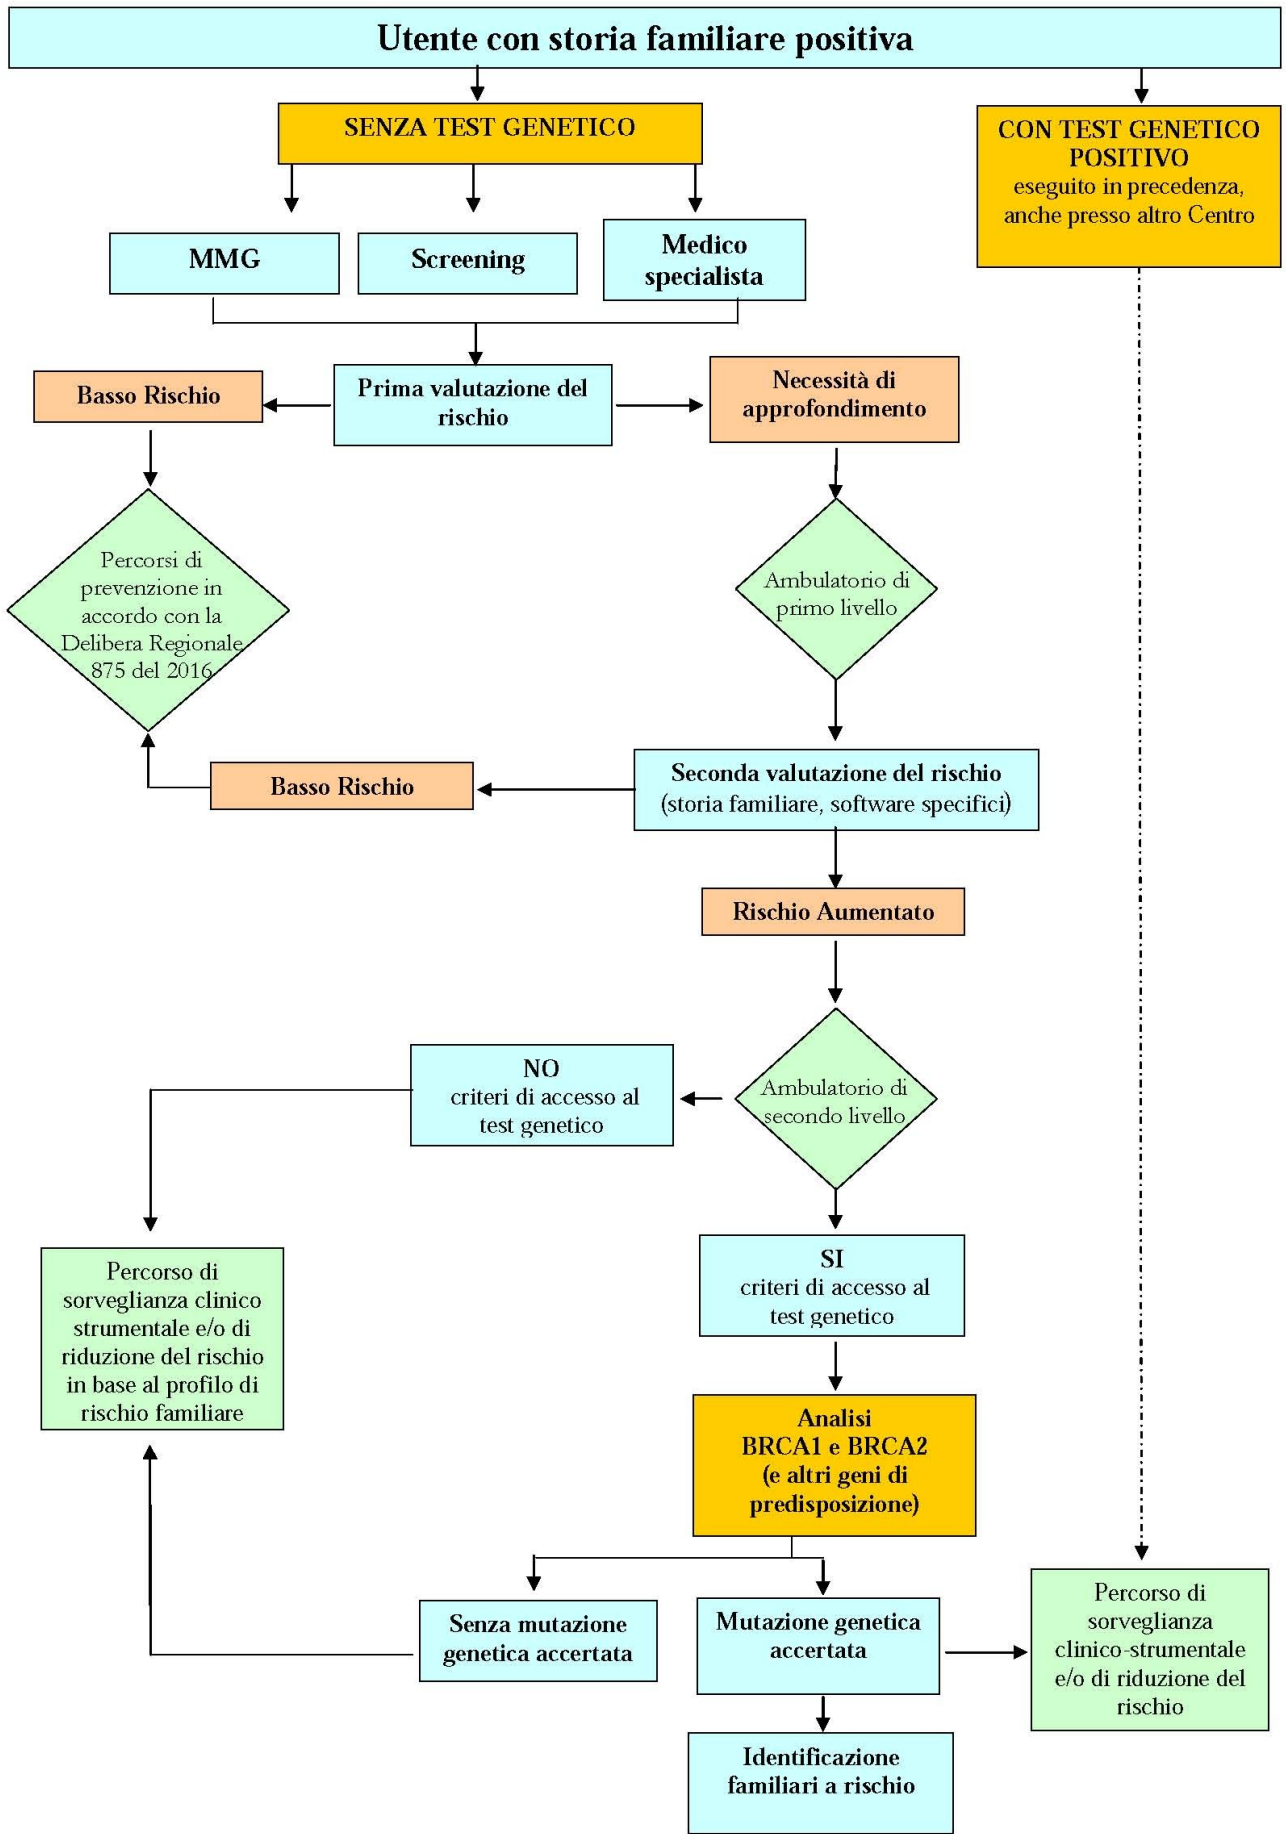 Utente con storia familiare positiva
SENZA TEST GENETICO
CON TEST GENETICO
POSITIVO
eseguito in precedenza,
anche presso altro Centro
MMG
Screening
Medico
specialista
Basso Rischio
Prima valutazione del
rischio
Necessità di
approfondimento
Percorsi di
prevenzione in
accordo con la
Delibera Regionale
875 del 2016
Ambulatorio di
primo livello
Basso Rischio
Seconda valutazione del rischio
(storia familiare, software specifici)
Rischio Aumentato
NO
criteri di accesso al
test genetico
Ambulatorio di
secondo livello
SI
criteri di accesso al
test genetico
Percorso di
sorveglianza clinico
strumentale e/o di
riduzione del rischio
in base al profilo di
rischio familiare
Analisi
BRCA1 e BRCA2
(e altri geni di
predisposizione)
Senza mutazione
genetica accertata
Mutazione genetica
accertata
Percorso di
sorveglianza
clinico-strumentale
e/o di riduzione del
rischio
Identificazione
familiari a rischio